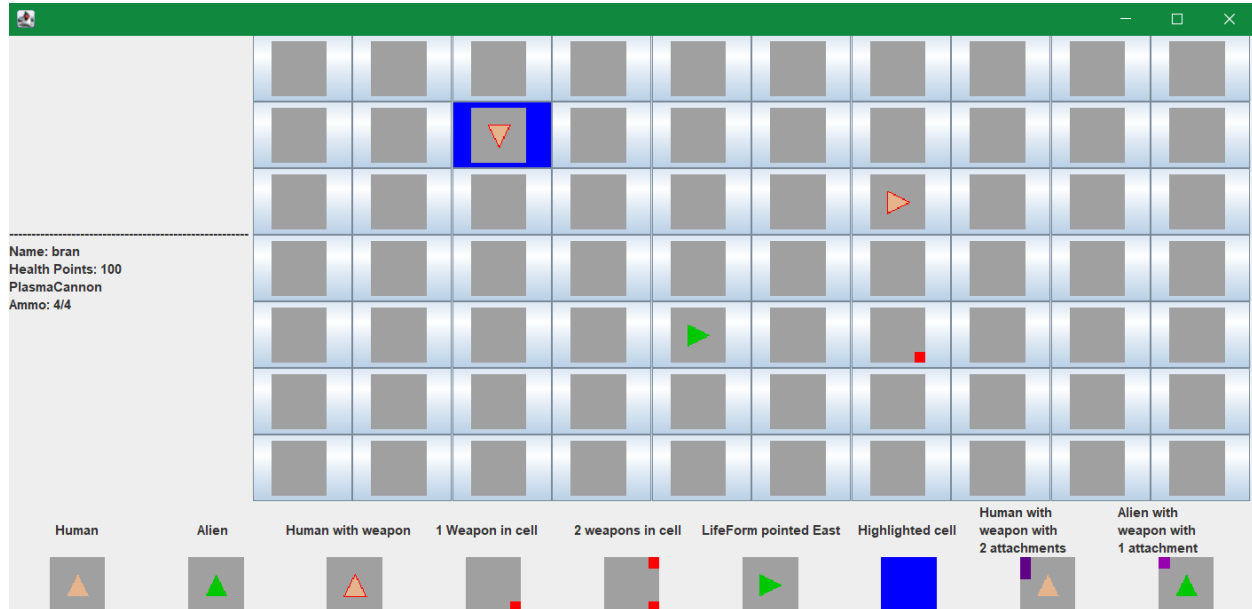 -----------------------------------------------------------
Name: bran
Health Points: 100
PlasmaCannon
Ammo: 4/4
Human
Alien
Human with weapon
1 Weapon in cell
2 weapons in cell
LifeForm pointed East
Highlighted cell
Human with
weapon with
2 attachments
Alien with
weapon with
1 attachment